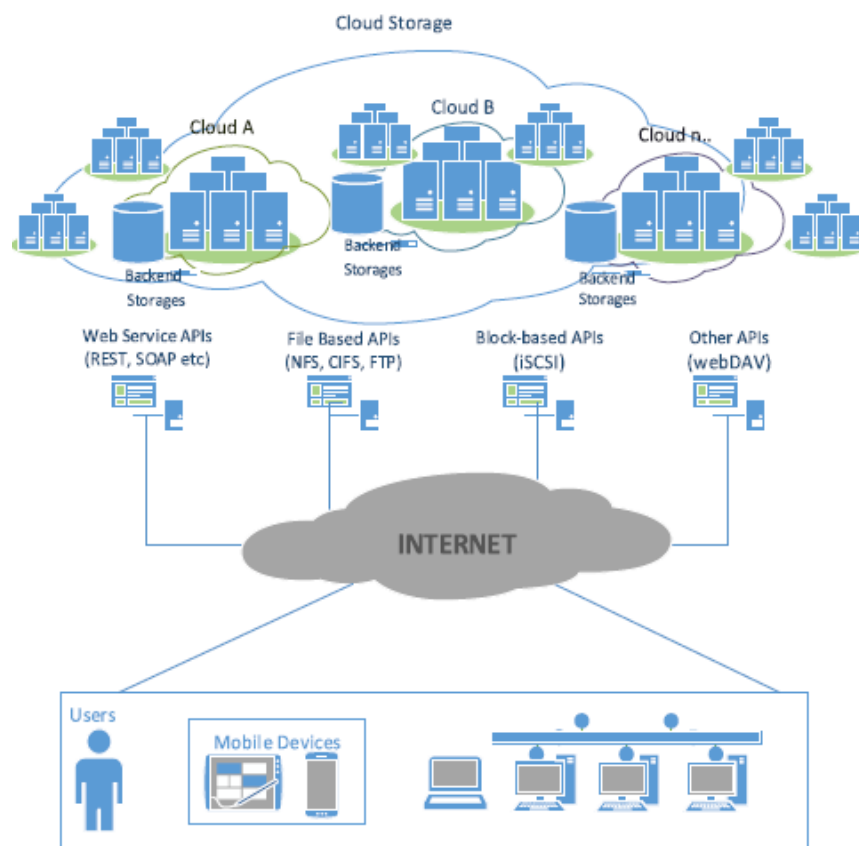 Cloud Storage
Cloud A
Cloud B
Cloud n..
Backend
Storages
Backend
Storages
Backend
Storages
Web Service APIs
(REST, SOAP etc)
File Based APIs
(NFS, CIFS, FTP)
Block-based APIs
(iSCSI)
Other APIs
(webDAV)
INTERNET
Users
Mobile Devices